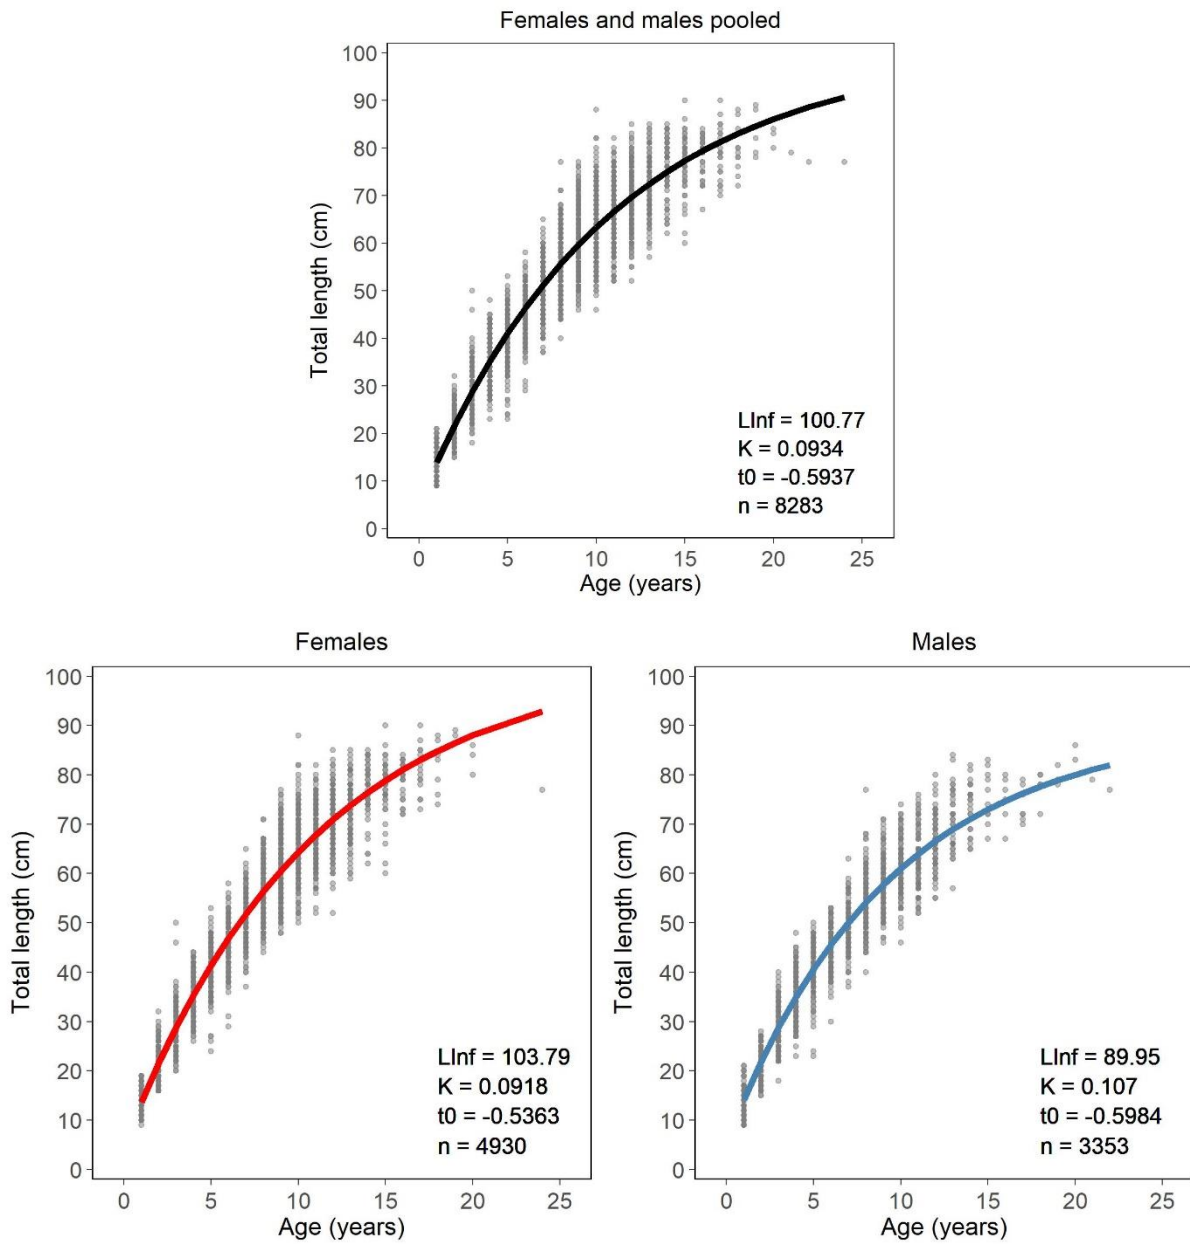 Females and males pooled
100
90
80
70
60
50
40
30
20
10
0
Total length (cm)
LInf = 100.77
K = 0.0934
t0 = -0.5937
n = 8283
0 5 10 15 20 25
Age (years)
Females
100
90
80
70
60
50
40
30
20
10
0
Total length (cm)
LInf = 103.79
K = 0.0918
t0 = -0.5363
n = 4930
0 5 10 15 20 25
Age (years)
Males
100
90
80
70
60
50
40
30
20
10
0
Total length (cm)
LInf = 89.95
K = 0.107
t0 = -0.5984
n = 3353
0 5 10 15 20 25
Age (years)